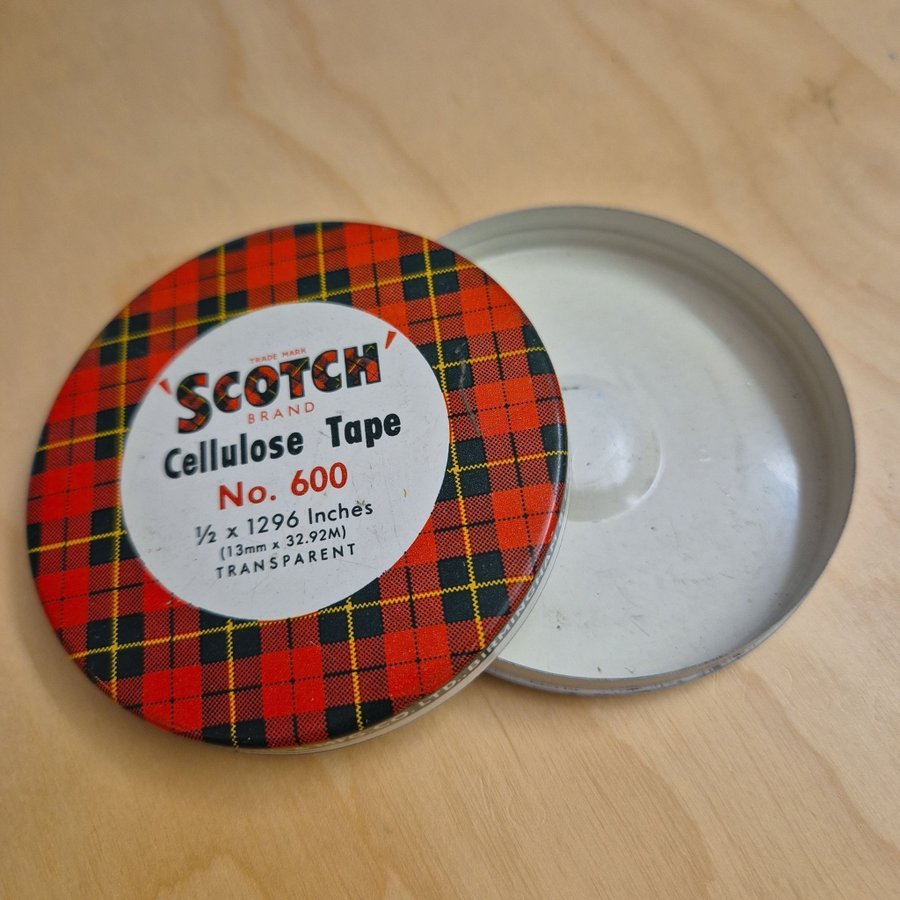 TRADE MARK
'SCOTCH'
BRAND
Cellulose Tape
No. 600
½ x 1296 Inches
(13mm x 32.92M)
TRANSPARENT